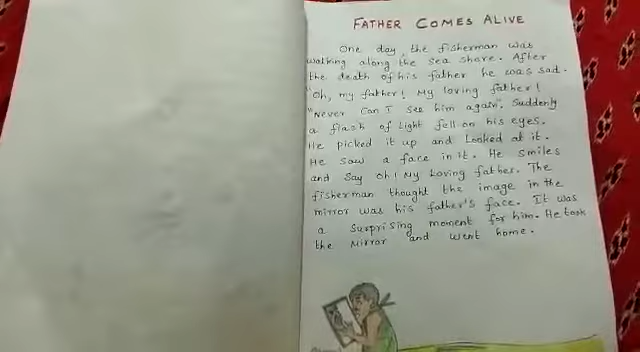 FATHER COMES ALIVE
One day, the fisherman was
walking along the sea shore. After
the death of his father he was sad.
"Oh, my father! My loving father!
"Never Can I see him again". Suddenly
a flash of Light fell on his eyes.
He picked it up and Looked at it.
He saw a face in it. He smiles
and Say Oh! My Loving father. The
fisherman thought the image in the
mirror was his father's face. It was
a Surprising moment for him. He took
the Mirror and went home.